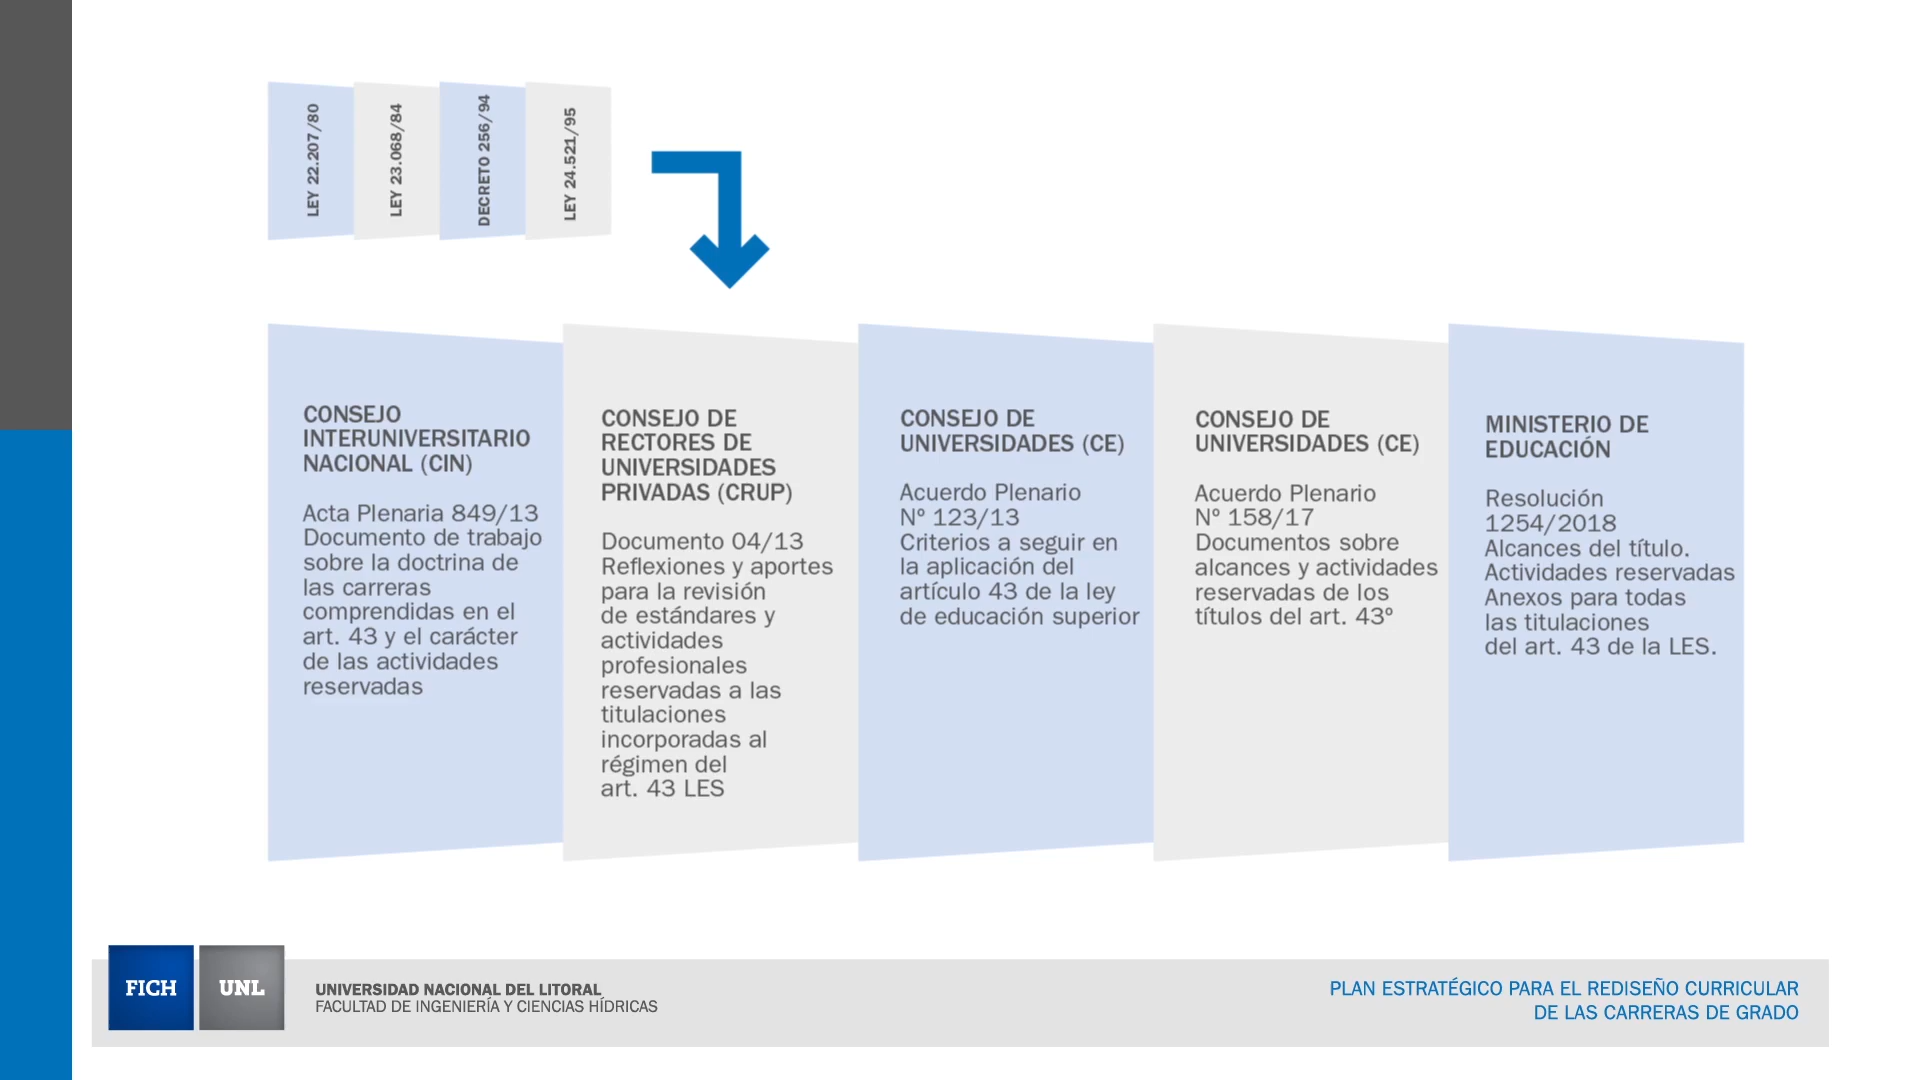 LEY 22.207/80
LEY 23.068/84
DECRETO 256/94
LEY 24.521/95
CONSEJO
INTERUNIVERSITARIO
NACIONAL (CIN)
Acta Plenaria 849/13
Documento de trabajo
sobre la doctrina de
las carreras
comprendidas en el
art. 43 y el carácter
de las actividades
reservadas
CONSEJO DE
RECTORES DE
UNIVERSIDADES
PRIVADAS (CRUP)
Documento 04/13
Reflexiones y aportes
para la revisión
de estándares y
actividades
profesionales
reservadas a las
titulaciones
incorporadas al
régimen del
art. 43 LES
CONSEJO DE
UNIVERSIDADES (CE)
Acuerdo Plenario
Nº 123/13
Criterios a seguir en
la aplicación del
artículo 43 de la ley
de educación superior
CONSEJO DE
UNIVERSIDADES (CE)
Acuerdo Plenario
Nº 158/17
Documentos sobre
alcances y actividades
reservadas de los
títulos del art. 43º
MINISTERIO DE
EDUCACIÓN
Resolución
1254/2018
Alcances del título.
Actividades reservadas
Anexos para todas
las titulaciones
del art. 43 de la LES.
FICH
UNL
UNIVERSIDAD NACIONAL DEL LITORAL
FACULTAD DE INGENIERÍA Y CIENCIAS HÍDRICAS
PLAN ESTRATÉGICO PARA EL REDISEÑO CURRICULAR
DE LAS CARRERAS DE GRADO